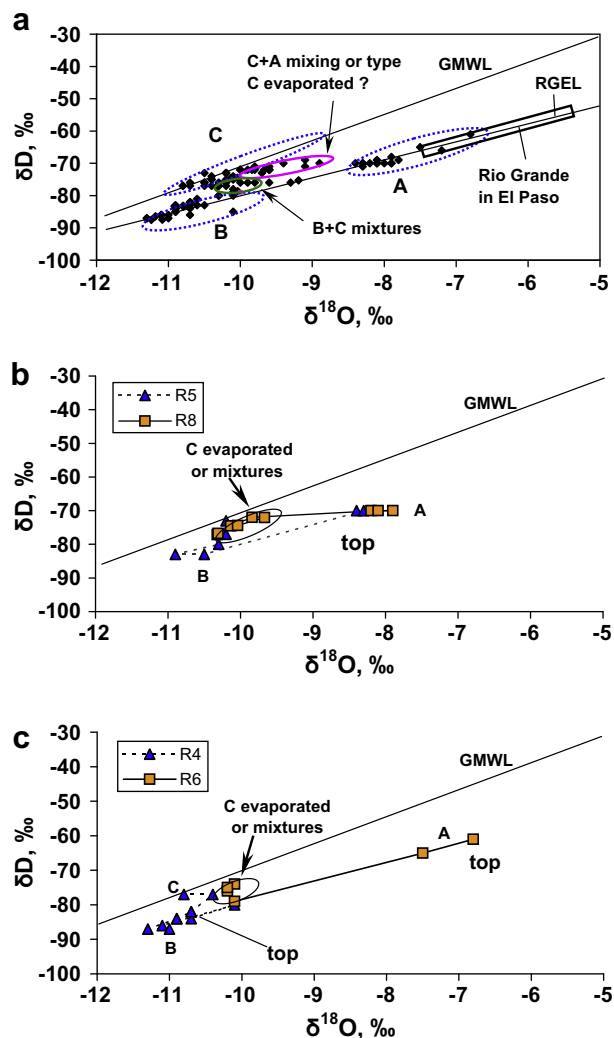 a
-30
-40
-50
-60
-70
-80
-90
-100
δD, ‰
C+A mixing or type
C evaporated ?
GMWL
RGEL
C
A
Rio Grande
in El Paso
B
B+C mixtures
-12 -11 -10 -9 -8 -7 -6 -5
δ18O, ‰
b
-30
-40
-50
-60
-70
-80
-90
-100
δD, ‰
R5
R8
GMWL
C evaporated
or mixtures
A
top
B
-12 -11 -10 -9 -8 -7 -6 -5
δ18O, ‰
c
-30
-40
-50
-60
-70
-80
-90
-100
δD, ‰
R4
R6
GMWL
C evaporated
or mixtures
A
top
C
B
top
-12 -11 -10 -9 -8 -7 -6 -5
δ18O, ‰